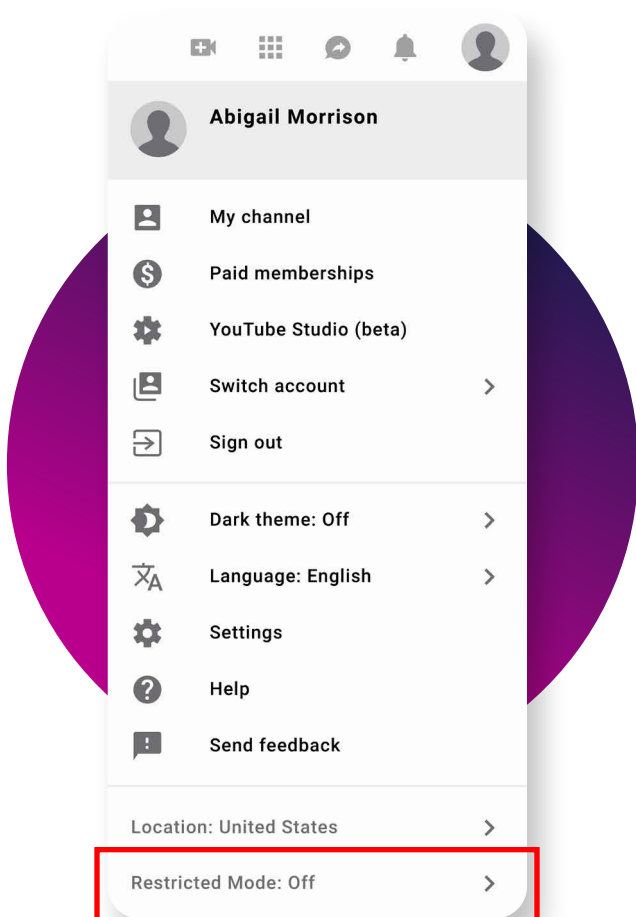 Abigail Morrison
My channel
Paid memberships
YouTube Studio (beta)
Switch account
Sign out
Dark theme: Off
Language: English
Settings
Help
Send feedback
Location: United States
Restricted Mode: Off